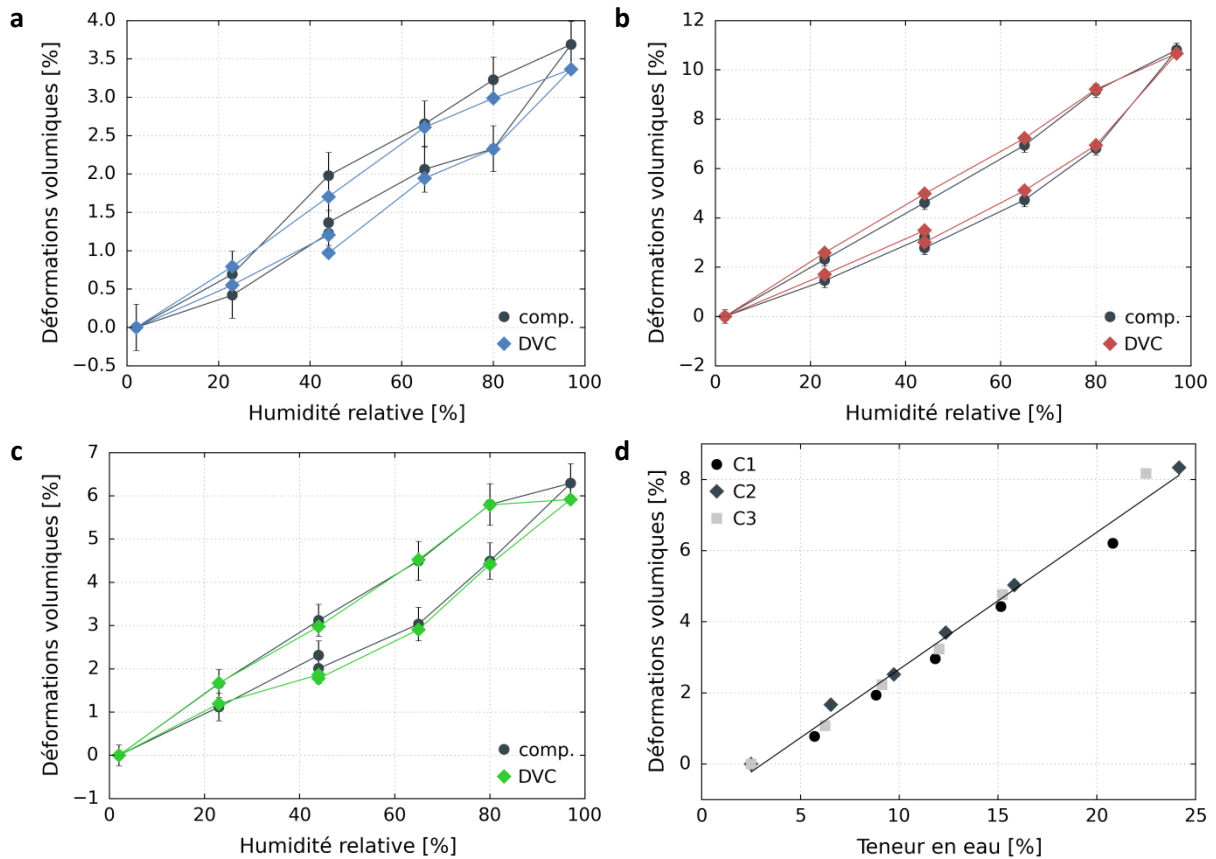 a
Déformations volumiques [%]
4.0
3.5
3.0
2.5
2.0
1.5
1.0
0.5
0.0
−0.5
0 20 40 60 80 100
Humidité relative [%]
comp.
DVC
b
Déformations volumiques [%]
12
10
8
6
4
2
0
−2
0 20 40 60 80 100
Humidité relative [%]
comp.
DVC
c
Déformations volumiques [%]
7
6
5
4
3
2
1
0
−1
0 20 40 60 80 100
Humidité relative [%]
comp.
DVC
d
Déformations volumiques [%]
8
6
4
2
0
0 5 10 15 20 25
Teneur en eau [%]
C1
C2
C3